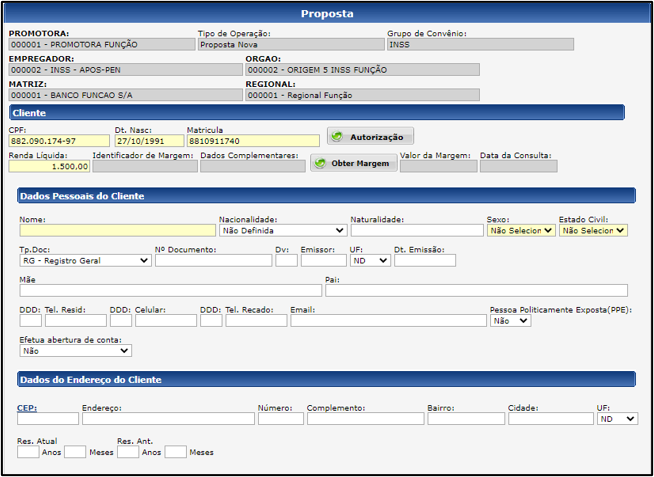 Proposta
PROMOTORA: Tipo de Operação: Grupo de Convênio:
000001 - PROMOTORA FUNÇÃO Proposta Nova INSS
EMPREGADOR: ORGAO:
000002 - INSS - APOS-PEN 000002 - ORIGEM 5 INSS FUNÇÃO
MATRIZ: REGIONAL:
000001 - BANCO FUNCAO S/A 000001 - Regional Função
Cliente
CPF: Dt. Nasc: Matricula
882.090.174-97 27/10/1991 8810911740 Autorização
Renda Líquida: Identificador de Margem: Dados Complementares: Valor da Margem: Data da Consulta:
1.500,00 Obter Margem
Dados Pessoais do Cliente
Nome: Nacionalidade: Naturalidade: Sexo: Estado Civil:
Não Definida Não Selecion Não Selecion
Tp.Doc: Nº Documento: Dv: Emissor: UF: Dt. Emissão:
RG - Registro Geral ND
Mãe Pai:
DDD: Tel. Resid: DDD: Celular: DDD: Tel. Recado: Email: Pessoa Politicamente Exposta(PPE):
Não
Efetua abertura de conta:
Não
Dados do Endereço do Cliente
CEP: Endereço: Número: Complemento: Bairro: Cidade: UF:
ND
Res. Atual Res. Ant.
Anos Meses Anos Meses